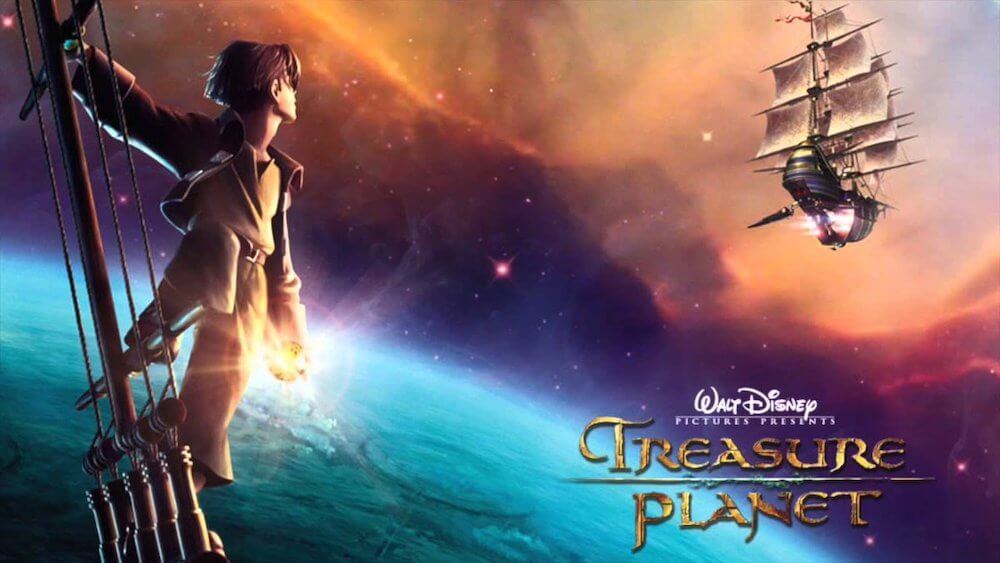 Walt Disney
PICTURES PRESENTS
TREASURE
PLANET